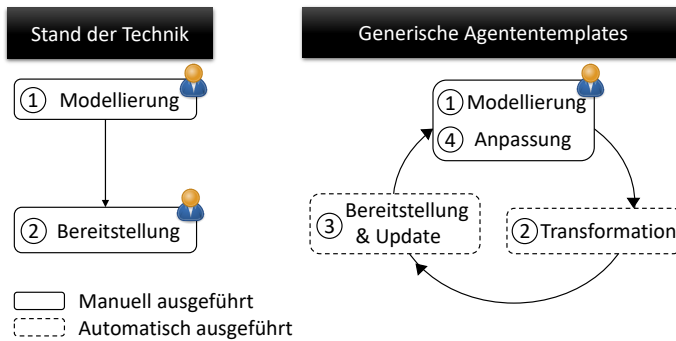 Stand der Technik
① Modellierung
② Bereitstellung
Generische Agententemplates
① Modellierung
④ Anpassung
③ Bereitstellung
& Update
② Transformation
Manuell ausgeführt
Automatisch ausgeführt